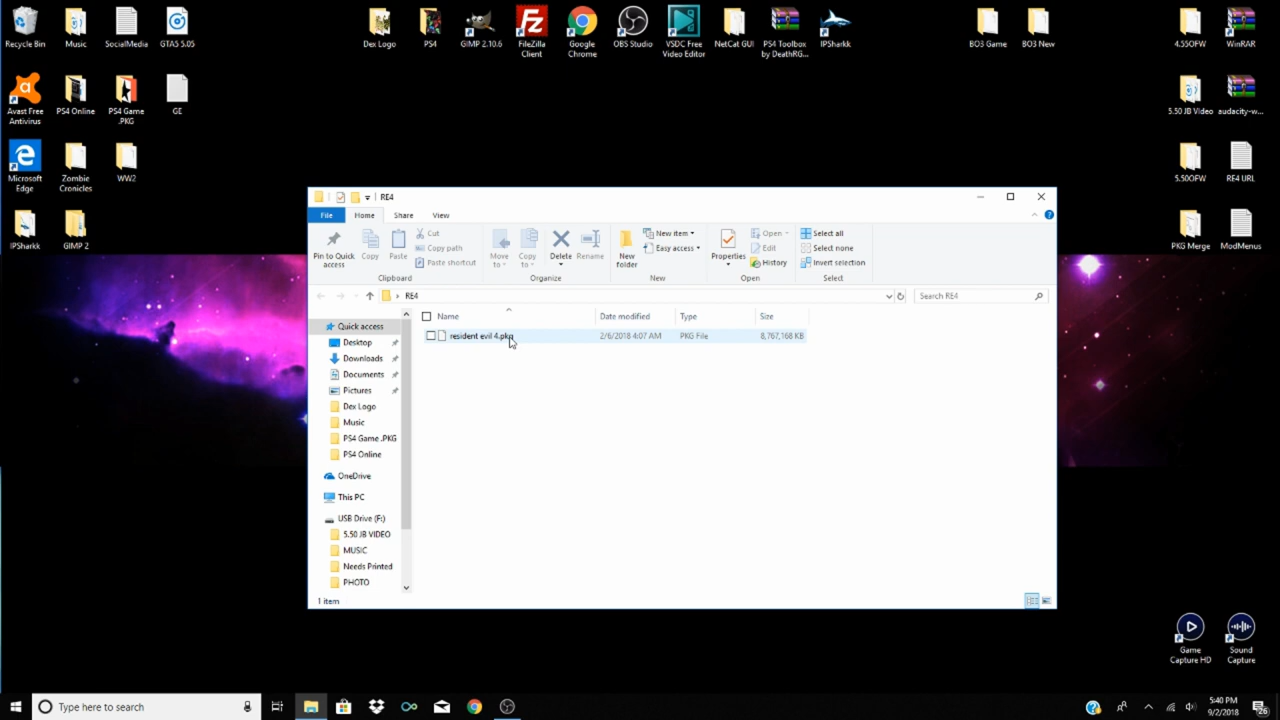 Recycle Bin
Music
SocialMedia
GTA5 5.05
Dex Logo
PS4
GIMP 2.10.6
FileZilla
Client
Google
Chrome
OBS Studio
VSDC Free
Video Editor
NetCat GUI
PS4 Toolbox
by DeathRG...
IPSharkk
BO3 Game
BO3 New
4.55OFW
WinRAR
Avast Free
Antivirus
PS4 Online
PS4 Game
.PKG
GE
5.50 JB Video
audacity-w...
Microsoft
Edge
Zombie
Cronicles
WW2
5.50OFW
RE4 URL
IPSharkk
GIMP 2
PKG Merge
ModMenus
RE4
File
Home
Share
View
Pin to Quick
access
Copy
Paste
Cut
Copy path
Paste shortcut
Clipboard
Move
to
Copy
to
Delete
Rename
Organize
New
folder
New item
Easy access
New
Properties
Open
Edit
History
Open
Select all
Select none
Invert selection
Select
RE4
Search RE4
Name
Date modified
Type
Size
resident evil 4.pkg
2/6/2018 4:07 AM
PKG File
8,767,168 KB
Quick access
Desktop
Downloads
Documents
Pictures
Dex Logo
Music
PS4 Game .PKG
PS4 Online
OneDrive
This PC
USB Drive (F:)
5.50 JB VIDEO
MUSIC
Needs Printed
PHOTO
1 item
Game
Capture HD
Sound
Capture
Type here to search
5:40 PM
9/2/2018
26